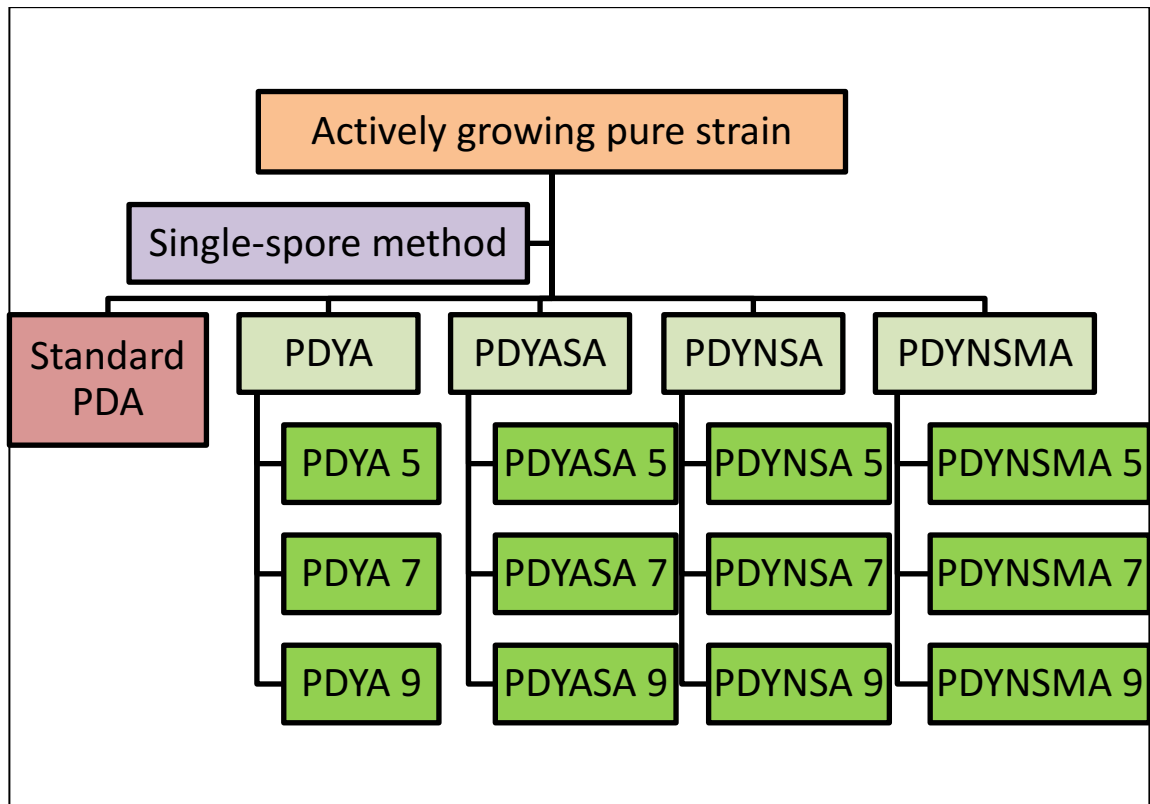 Actively growing pure strain
Single-spore method
Standard
PDA
PDYA
PDYASA
PDYNSA
PDYNSMA
PDYA 5
PDYASA 5
PDYNSA 5
PDYNSMA 5
PDYA 7
PDYASA 7
PDYNSA 7
PDYNSMA 7
PDYA 9
PDYASA 9
PDYNSA 9
PDYNSMA 9